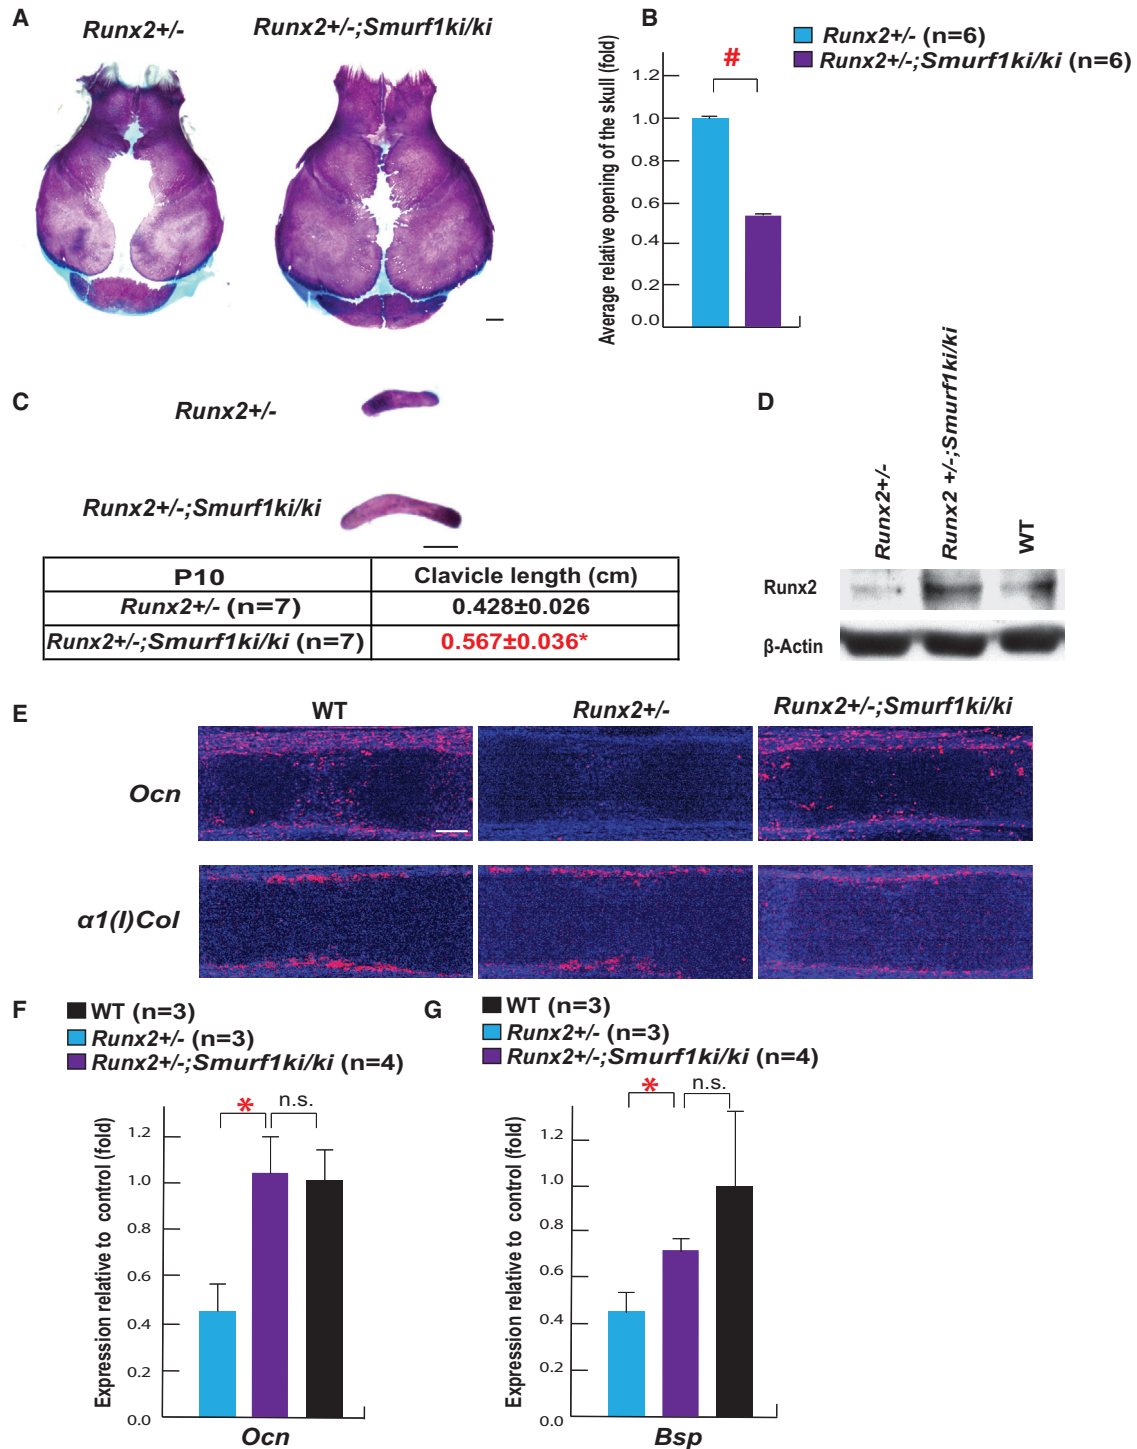 A
Runx2+/-
Runx2+/-;Smurf1ki/ki
B
Runx2+/- (n=6)
Runx2+/-;Smurf1ki/ki (n=6)
#
Average relative opening of the skull (fold)
1.2
1.0
0.8
0.6
0.4
0.2
0.0
C
Runx2+/-
Runx2+/-;Smurf1ki/ki
P10 Clavicle length (cm)
Runx2+/- (n=7) 0.428±0.026
Runx2+/-;Smurf1ki/ki (n=7) 0.567±0.036*
D
Runx2+/-
Runx2 +/-;Smurf1ki/ki
WT
Runx2
β-Actin
E
WT Runx2+/- Runx2+/-;Smurf1ki/ki
Ocn
α1(I)Col
F
WT (n=3)
Runx2+/- (n=3)
Runx2+/-;Smurf1ki/ki (n=4)
* n.s.
Expression relative to control (fold)
1.2
1.0
0.8
0.6
0.4
0.2
0.0
Ocn
G
WT (n=3)
Runx2+/- (n=3)
Runx2+/-;Smurf1ki/ki (n=4)
* n.s.
Expression relative to control (fold)
1.2
1.0
0.8
0.6
0.4
0.2
0.0
Bsp